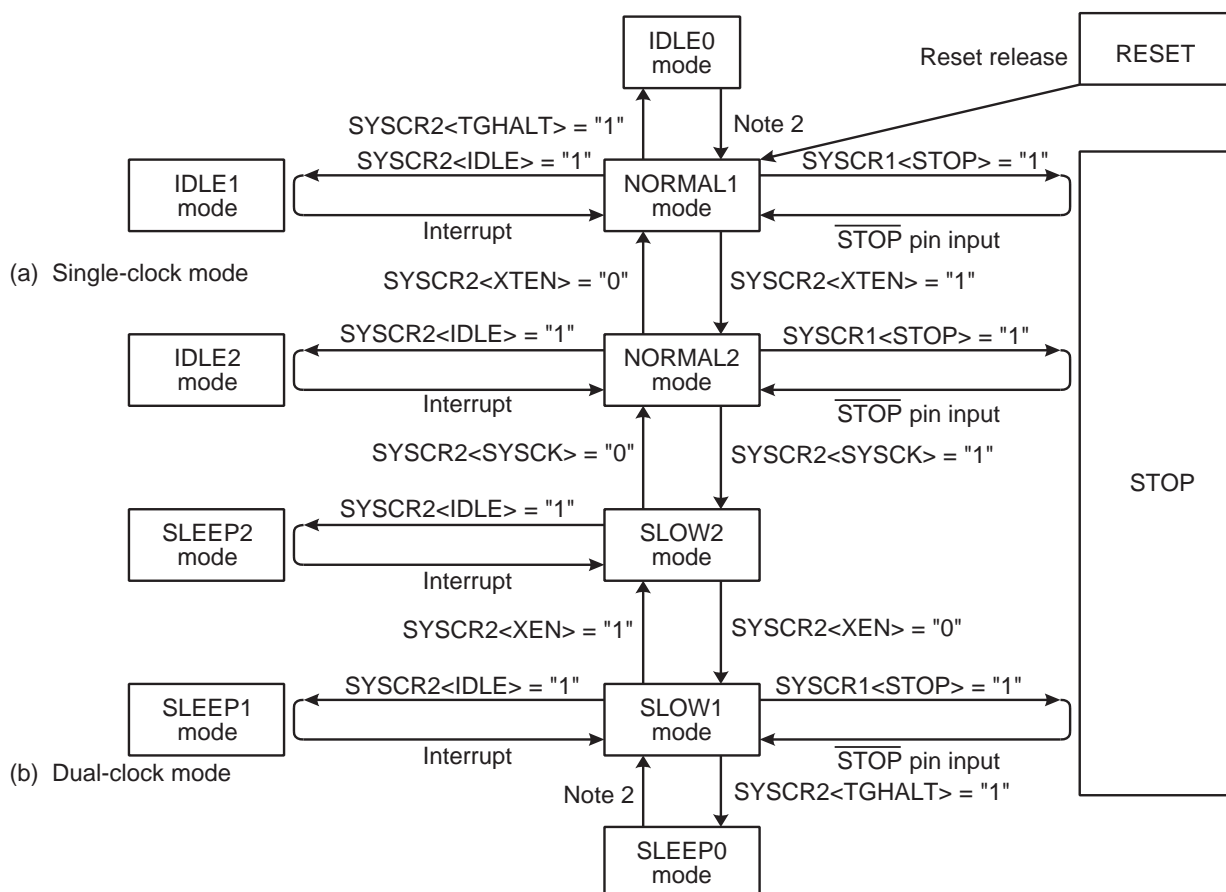 IDLE0
mode
Reset release
RESET
SYSCR2<TGHALT> = "1"
Note 2
SYSCR2<IDLE> = "1"
SYSCR1<STOP> = "1"
IDLE1
mode
NORMAL1
mode
Interrupt
STOP pin input
(a) Single-clock mode
SYSCR2<XTEN> = "0"
SYSCR2<XTEN> = "1"
SYSCR2<IDLE> = "1"
SYSCR1<STOP> = "1"
IDLE2
mode
NORMAL2
mode
Interrupt
STOP pin input
SYSCR2<SYSCK> = "0"
SYSCR2<SYSCK> = "1"
STOP
SYSCR2<IDLE> = "1"
SLEEP2
mode
SLOW2
mode
Interrupt
SYSCR2<XEN> = "1"
SYSCR2<XEN> = "0"
SYSCR2<IDLE> = "1"
SYSCR1<STOP> = "1"
SLEEP1
mode
SLOW1
mode
Interrupt
STOP pin input
(b) Dual-clock mode
Note 2
SYSCR2<TGHALT> = "1"
SLEEP0
mode